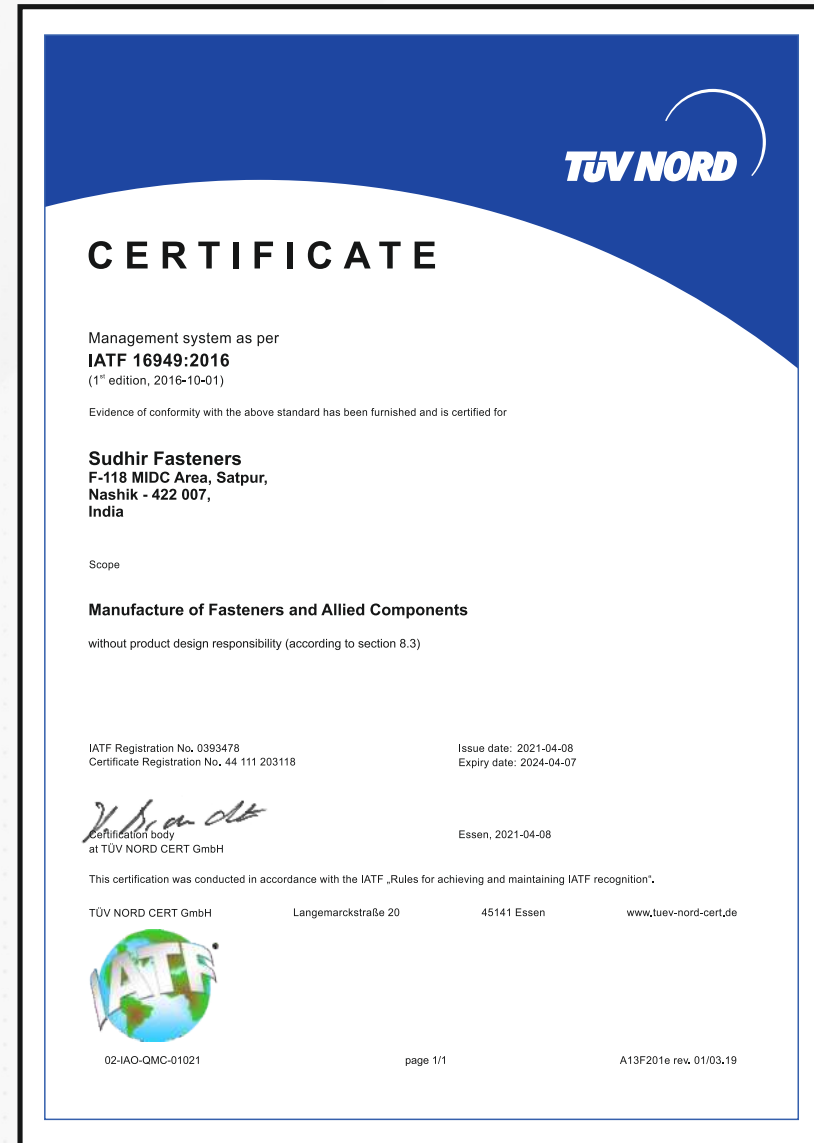 TÜV NORD
CERTIFICATE
Management system as per
IATF 16949:2016
(1st edition, 2016-10-01)
Evidence of conformity with the above standard has been furnished and is certified for
Sudhir Fasteners
F-118 MIDC Area, Satpur,
Nashik - 422 007,
India
Scope
Manufacture of Fasteners and Allied Components
without product design responsibility (according to section 8.3)
IATF Registration No. 0393478
Certificate Registration No. 44 111 203118
Issue date: 2021-04-08
Expiry date: 2024-04-07
Certification body
at TÜV NORD CERT GmbH
Essen, 2021-04-08
This certification was conducted in accordance with the IATF „Rules for achieving and maintaining IATF recognition“.
TÜV NORD CERT GmbH Langemarckstraße 20 45141 Essen www.tuev-nord-cert.de
IATF
02-IAO-QMC-01021 page 1/1 A13F201e rev. 01/03.19